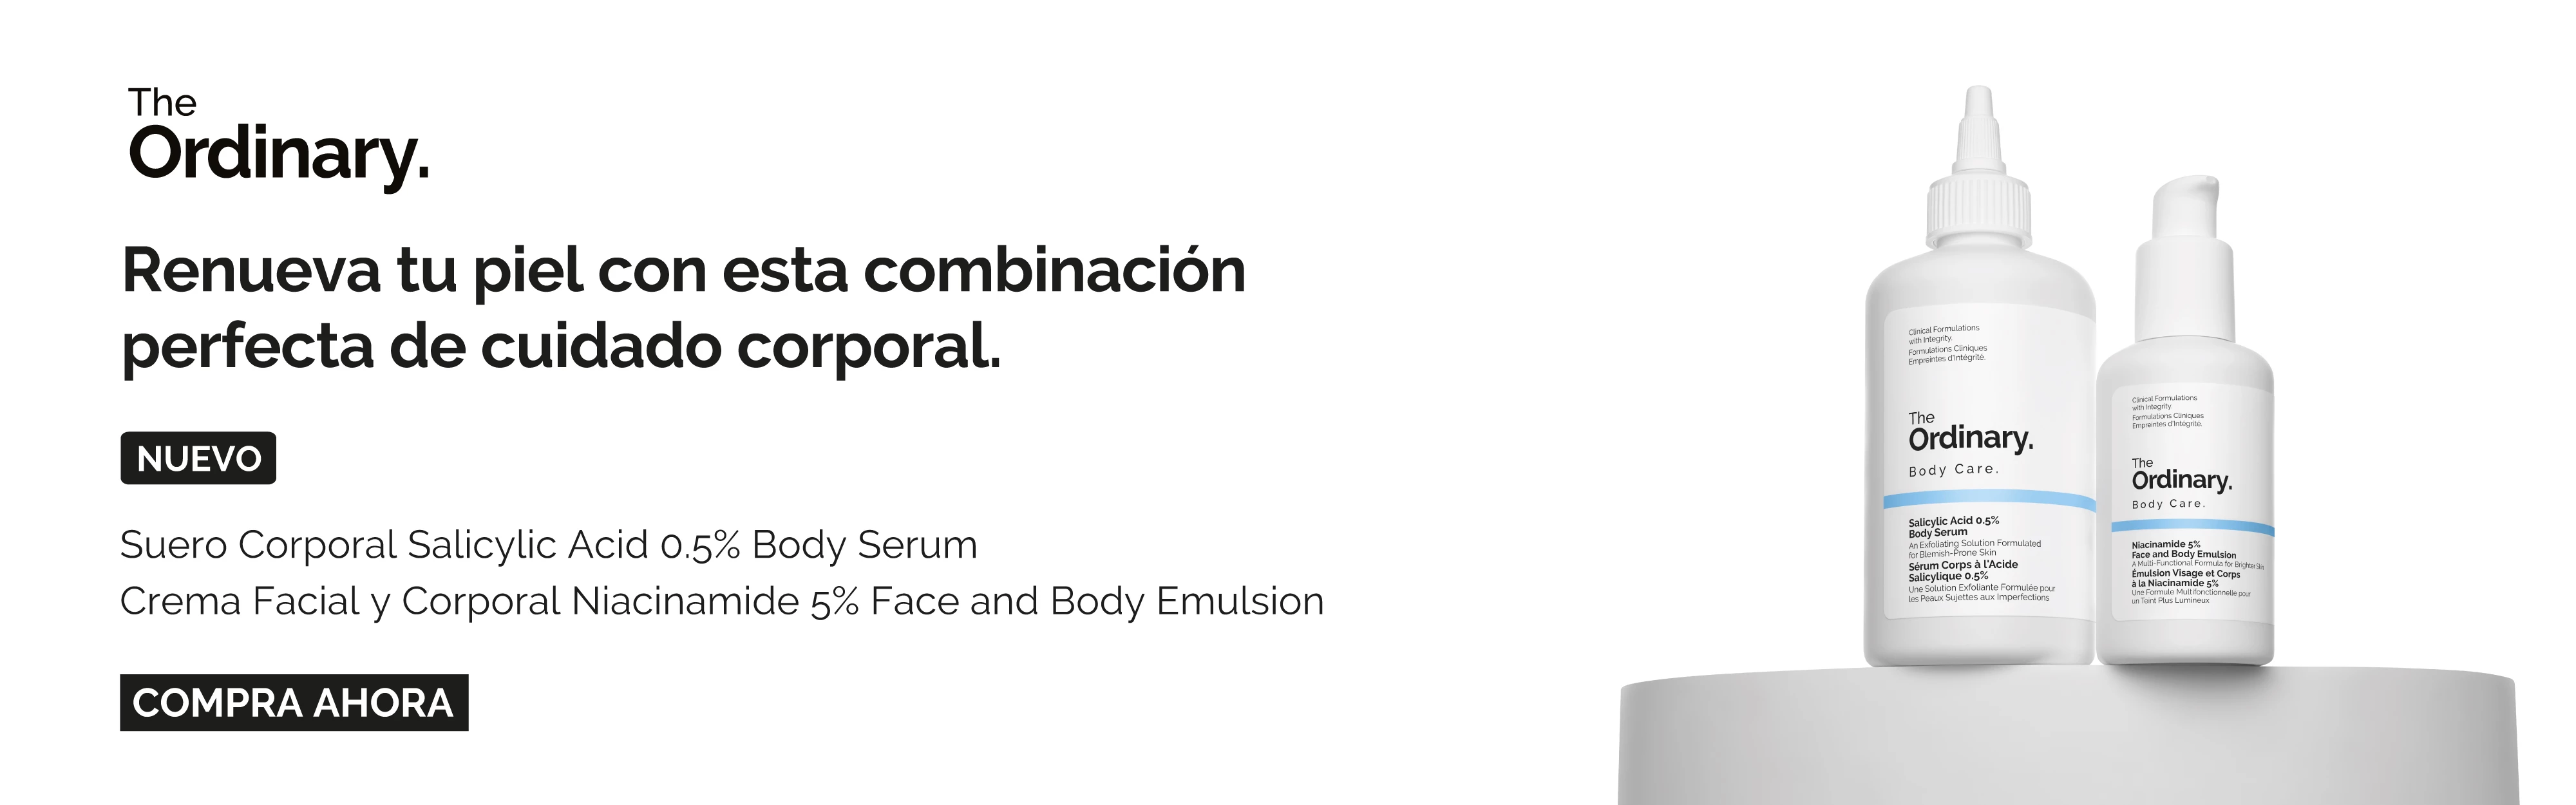 The
Ordinary.
Renueva tu piel con esta combinación
perfecta de cuidado corporal.
NUEVO
Suero Corporal Salicylic Acid 0.5% Body Serum
Crema Facial y Corporal Niacinamide 5% Face and Body Emulsion
COMPRA AHORA
Clinical Formulations
with Integrity.
Formulations Cliniques
Empreintes d'Intégrité.
The
Ordinary.
Body Care.
Salicylic Acid 0.5%
Body Serum
An Exfoliating Solution Formulated
for Blemish-Prone Skin
Sérum Corps à l'Acide
Salicylique 0.5%
Une Solution Exfoliante Formulée pour
les Peaux Sujettes aux Imperfections
Clinical Formulations
with Integrity.
Formulations Cliniques
Empreintes d'Intégrité.
The
Ordinary.
Body Care.
Niacinamide 5%
Face and Body Emulsion
A Multi-Functional Formula for Brighter Skin
Émulsion Visage et Corps
à la Niacinamide 5%
Une Formule Multifonctionnelle pour
un Teint Plus Lumineux